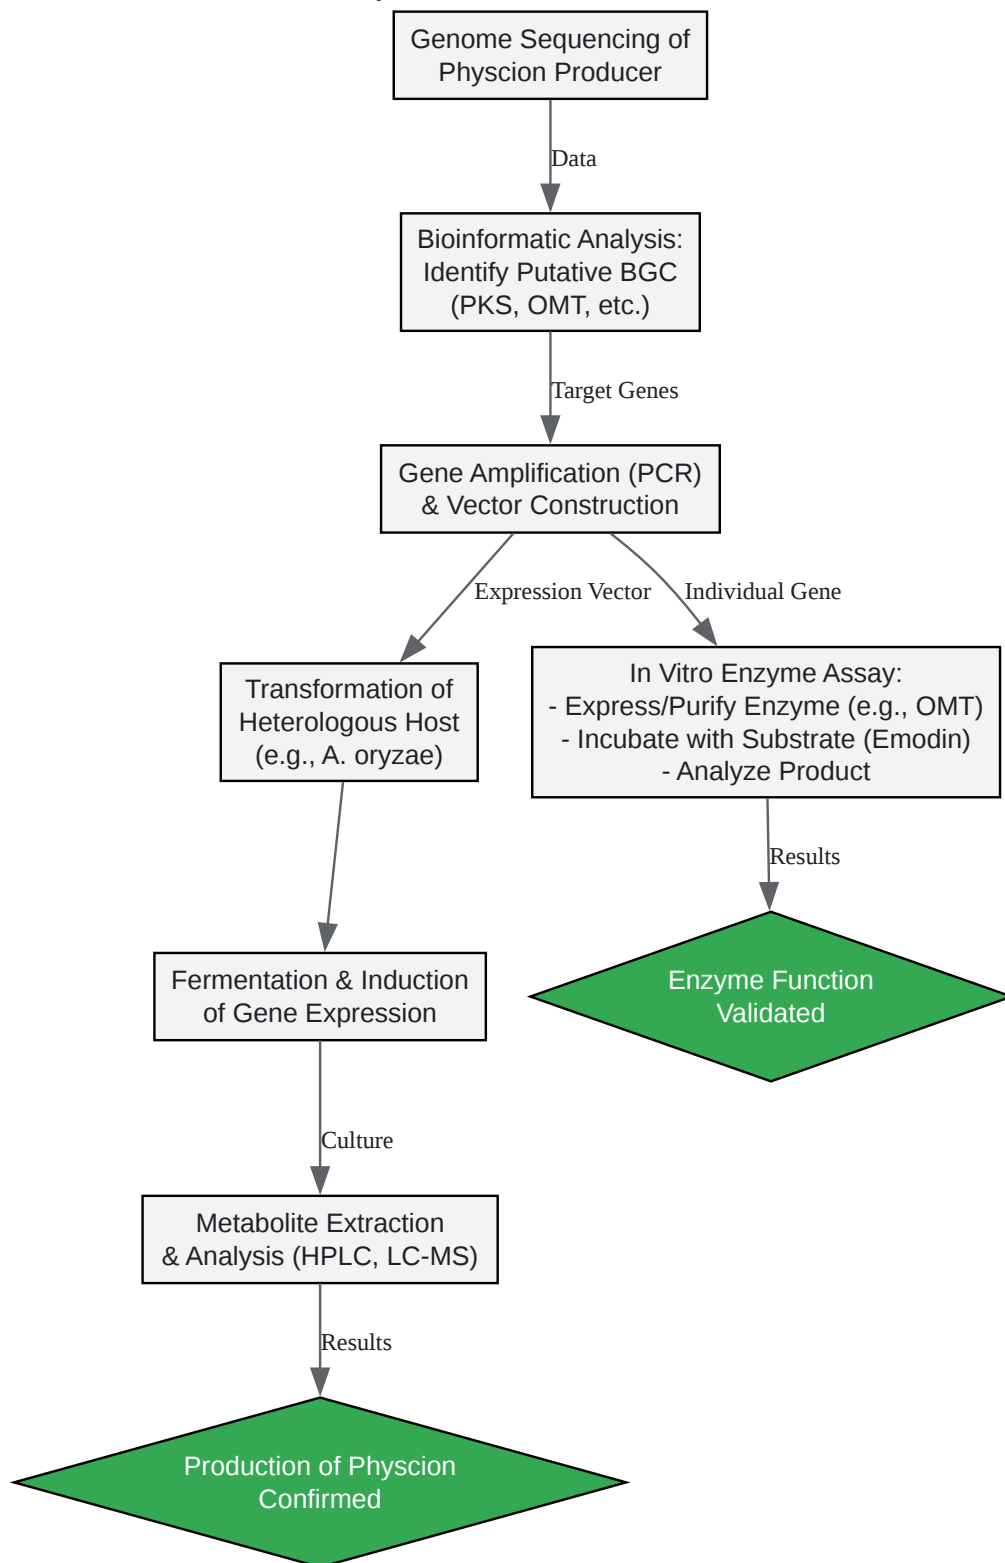 Genome Sequencing of
Physcion Producer
Data
Bioinformatic Analysis:
Identify Putative BGC
(PKS, OMT, etc.)
Target Genes
Gene Amplification (PCR)
& Vector Construction
Expression Vector
Individual Gene
Transformation of
Heterologous Host
(e.g., A. oryzae)
In Vitro Enzyme Assay:
- Express/Purify Enzyme (e.g., OMT)
- Incubate with Substrate (Emodin)
- Analyze Product
Results
Enzyme Function
Validated
Fermentation & Induction
of Gene Expression
Culture
Metabolite Extraction
& Analysis (HPLC, LC-MS)
Results
Production of Physcion
Confirmed